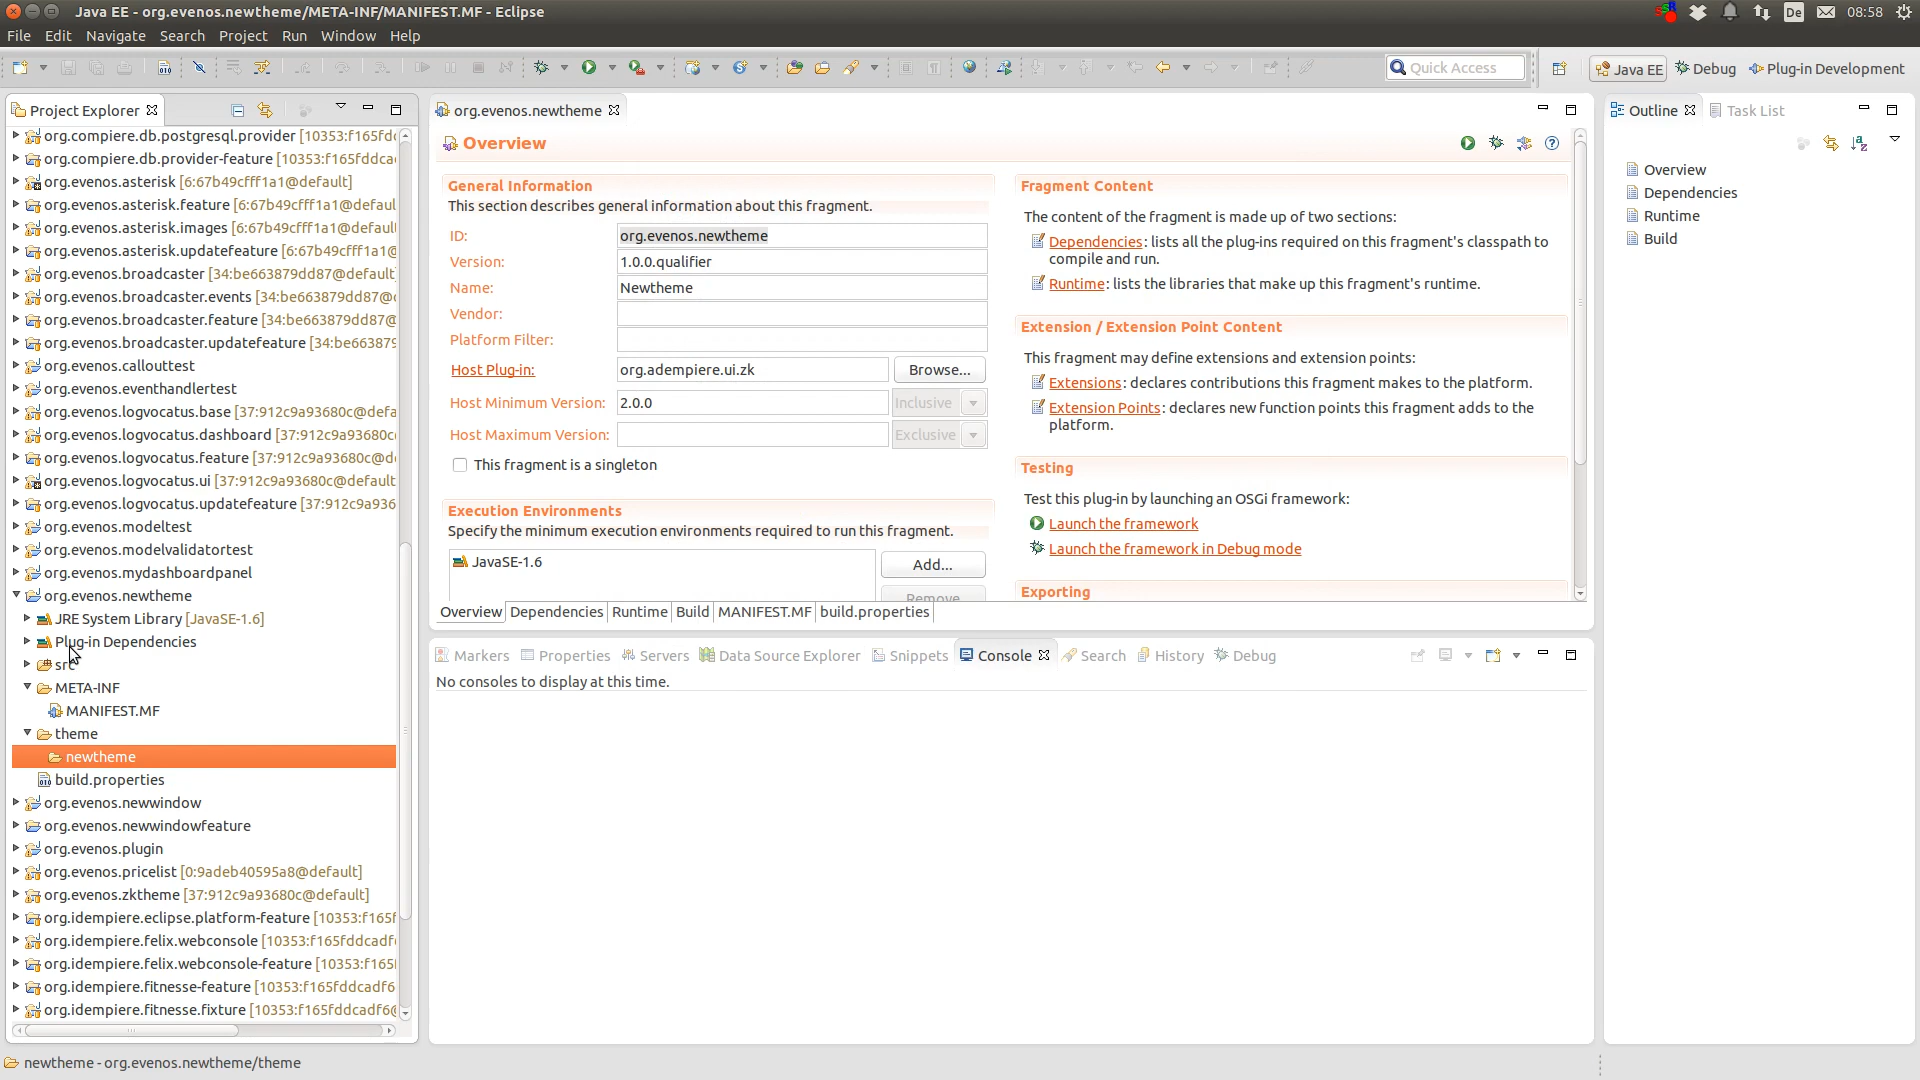 Java EE - org.evenos.newtheme/META-INF/MANIFEST.MF - Eclipse
De
08:58
File Edit Navigate Search Project Run Window Help
Quick Access
Java EE
Debug
Plug-in Development
Project Explorer
org.compiere.db.postgresql.provider [10353:f165fdc
org.compiere.db.provider-feature [10353:f165fddca
org.evenos.asterisk [6:67b49cfff1a1@default]
org.evenos.asterisk.feature [6:67b49cfff1a1@defaul
org.evenos.asterisk.images [6:67b49cfff1a1@default
org.evenos.asterisk.updatefeature [6:67b49cfff1a1@
org.evenos.broadcaster [34:be663879dd87@default]
org.evenos.broadcaster.events [34:be663879dd87@
org.evenos.broadcaster.feature [34:be663879dd87@
org.evenos.broadcaster.updatefeature [34:be663879
org.evenos.callouttest
org.evenos.eventhandlertest
org.evenos.logvocatus.base [37:912c9a93680c@defa
org.evenos.logvocatus.dashboard [37:912c9a93680c
org.evenos.logvocatus.feature [37:912c9a93680c@d
org.evenos.logvocatus.ui [37:912c9a93680c@default
org.evenos.logvocatus.updatefeature [37:912c9a936
org.evenos.modeltest
org.evenos.modelvalidatortest
org.evenos.mydashboardpanel
org.evenos.newtheme
JRE System Library [JavaSE-1.6]
Plug-in Dependencies
src
META-INF
MANIFEST.MF
theme
newtheme
build.properties
org.evenos.newwindow
org.evenos.newwindowfeature
org.evenos.plugin
org.evenos.pricelist [0:9adeb40595a8@default]
org.evenos.zktheme [37:912c9a93680c@default]
org.idempiere.eclipse.platform-feature [10353:f165f
org.idempiere.felix.webconsole [10353:f165fddcadf
org.idempiere.felix.webconsole-feature [10353:f165
org.idempiere.fitnesse-feature [10353:f165fddcadf6
org.idempiere.fitnesse.fixture [10353:f165fddcadf6@
org.evenos.newtheme
Overview
General Information
This section describes general information about this fragment.
ID: org.evenos.newtheme
Version: 1.0.0.qualifier
Name: Newtheme
Vendor:
Platform Filter:
Host Plug-in: org.adempiere.ui.zk Browse...
Host Minimum Version: 2.0.0 Inclusive
Host Maximum Version: Exclusive
This fragment is a singleton
Execution Environments
Specify the minimum execution environments required to run this fragment.
JavaSE-1.6
Add...
Remove
Fragment Content
The content of the fragment is made up of two sections:
Dependencies: lists all the plug-ins required on this fragment's classpath to
compile and run.
Runtime: lists the libraries that make up this fragment's runtime.
Extension / Extension Point Content
This fragment may define extensions and extension points:
Extensions: declares contributions this fragment makes to the platform.
Extension Points: declares new function points this fragment adds to the
platform.
Testing
Test this plug-in by launching an OSGi framework:
Launch the framework
Launch the framework in Debug mode
Exporting
Overview Dependencies Runtime Build MANIFEST.MF build.properties
Markers Properties Servers Data Source Explorer Snippets Console Search History Debug
No consoles to display at this time.
Outline Task List
Overview
Dependencies
Runtime
Build
newtheme - org.evenos.newtheme/theme